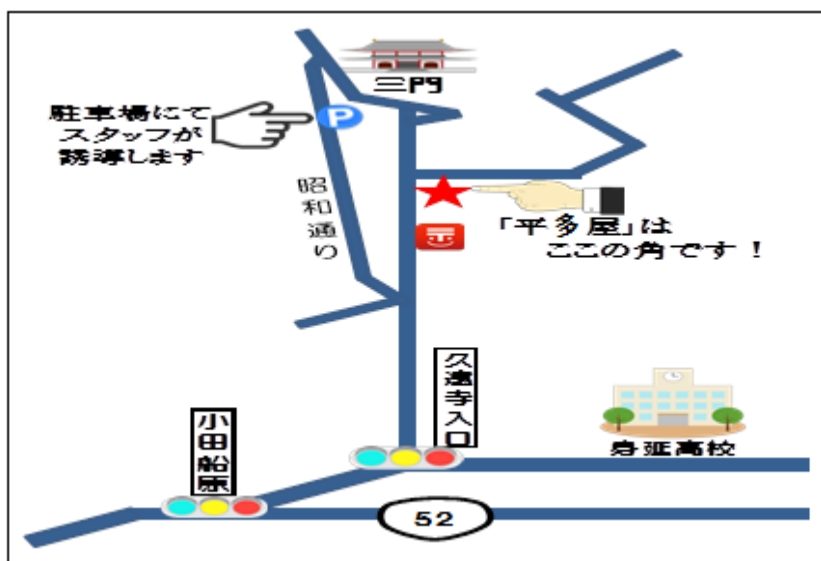 三門
駐車場にて
スタッフが
誘導します
P
昭和通り
「平多屋」は
ここの角です！
久遠寺入口
小田船原
身延高校
52